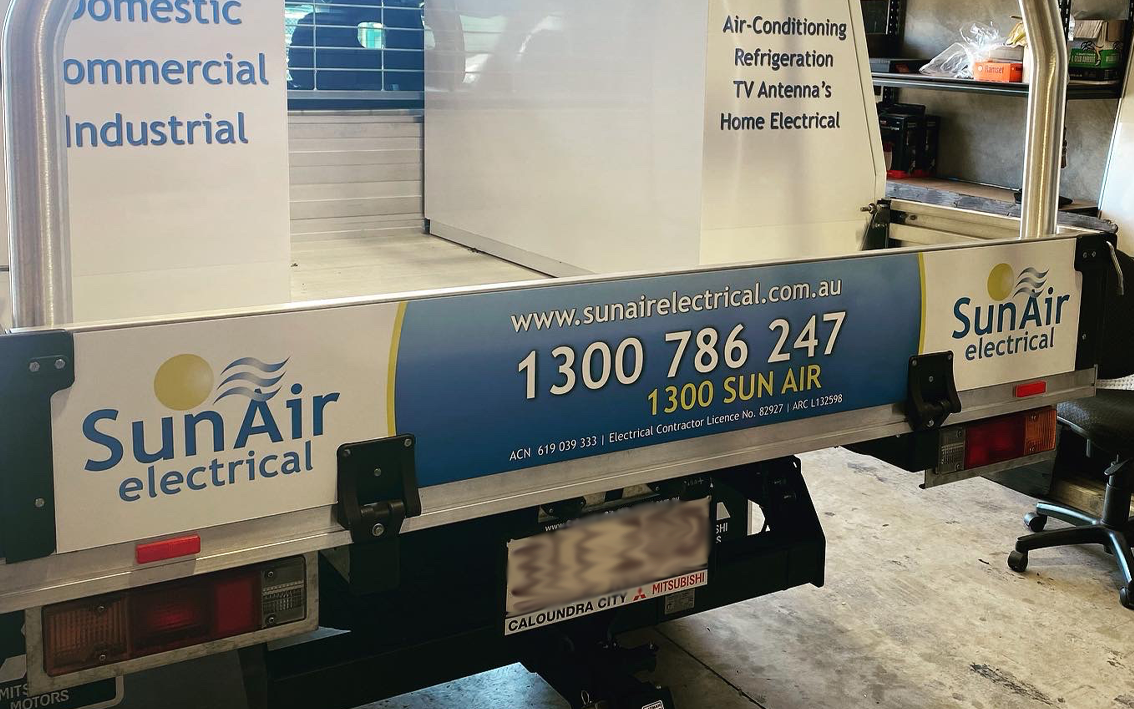 Domestic
ommercial
Industrial
Air-Conditioning
Refrigeration
TV Antenna's
Home Electrical
SunAir
electrical
www.sunairelectrical.com.au
1300 786 247
1300 SUN AIR
ACN 619 039 333 | Electrical Contractor Licence No. 82927 | ARC L132598
SunAir
electrical
CALOUNDRA CITY MITSUBISHI
MITS
MOTORS